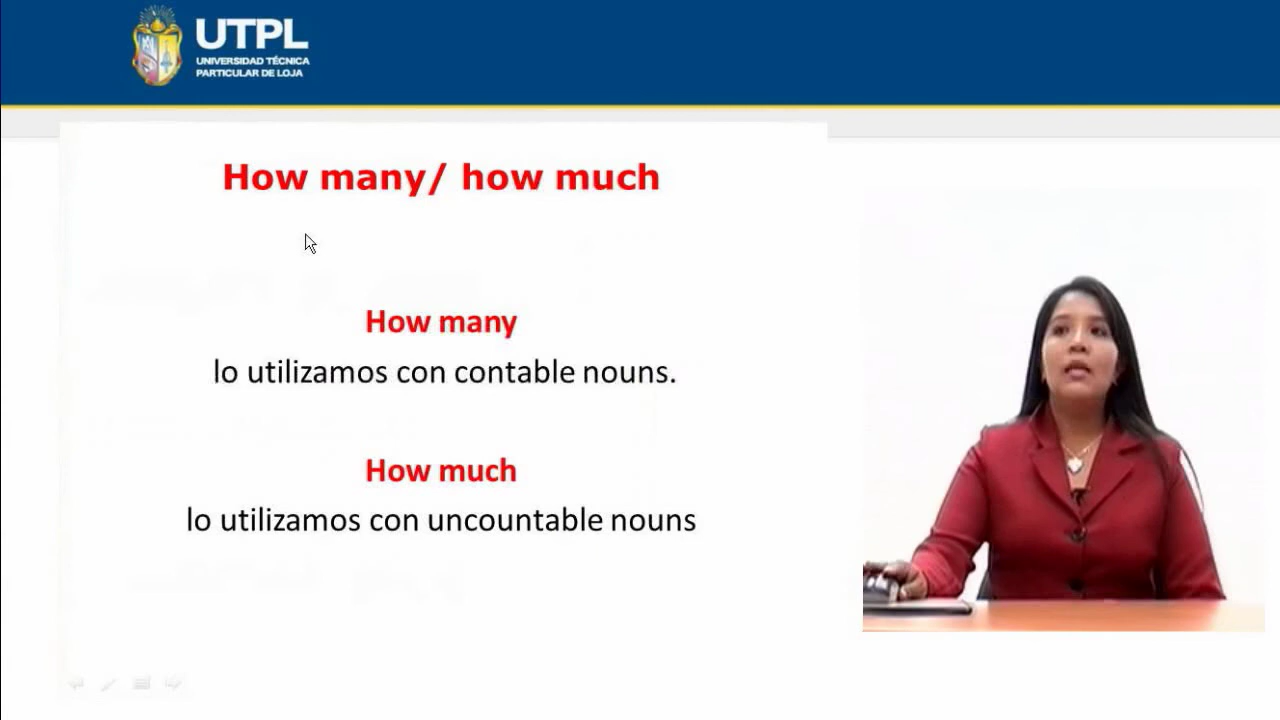 UTPL
UNIVERSIDAD TÉCNICA
PARTICULAR DE LOJA
How many/ how much
How many
lo utilizamos con contable nouns.
How much
lo utilizamos con uncountable nouns